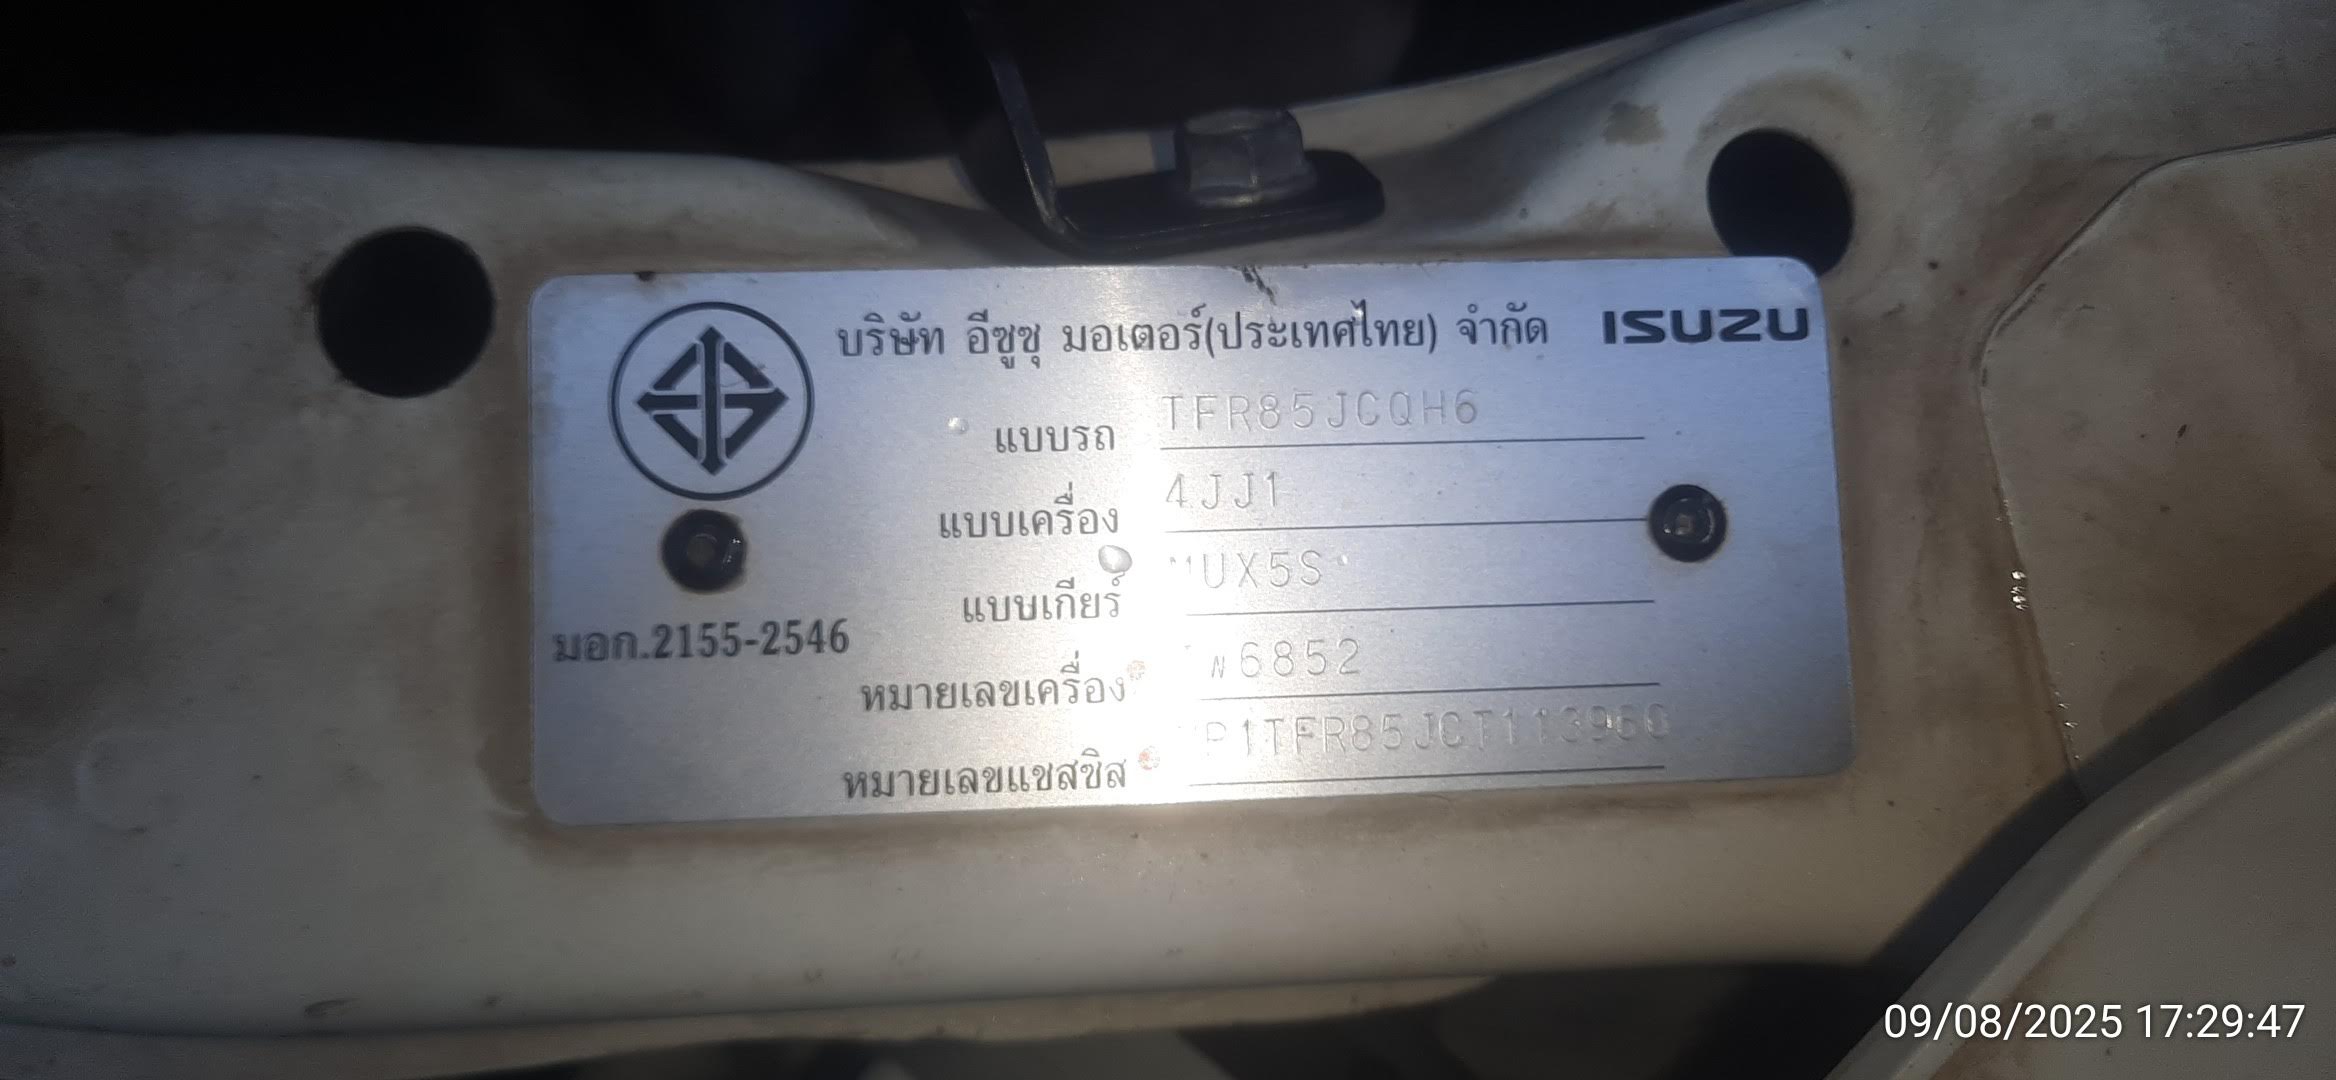 บริษัท อีซูซุ มอเตอร์(ประเทศไทย) จำกัด ISUZU
แบบรถ TFR85JCQH6
แบบเครื่อง 4JJ1
แบบเกียร์ MUX5S
มอก.2155-2546
หมายเลขเครื่อง
หมายเลขแชสซิส
09/08/2025 17:29:47